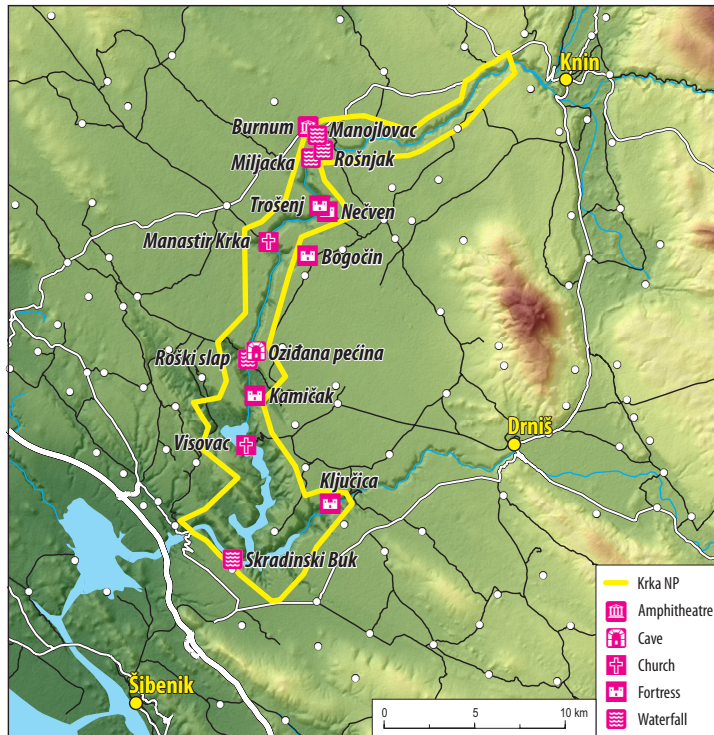 Knin
Burnum
Manojlovac
Miljacka
Rošnjak
Trošenj
Nečven
Manastir Krka
Bogočin
Oziđana pećina
Roški slap
Kamičak
Visovac
Drniš
Ključica
Skradinski Buk
Šibenik
Krka NP
Amphitheatre
Cave
Church
Fortress
Waterfall
0 5 10 km